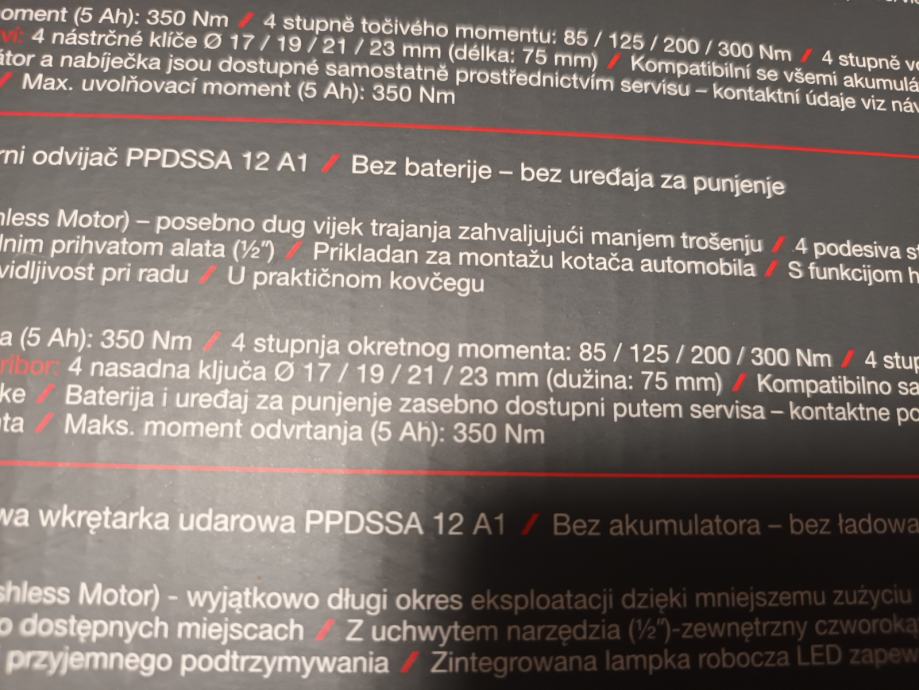 oment (5 Ah): 350 Nm / 4 stupně točivého momentu: 85 / 125 / 200 / 300 Nm / 4 stupně
ví: 4 nástrčné klíče Ø 17 / 19 / 21 / 23 mm (délka: 75 mm) / Kompatibilní se všemi akumulá
átor a nabíječka jsou dostupné samostatně prostřednictvím servisu – kontaktní údaje viz náv
/ Max. uvolňovací moment (5 Ah): 350 Nm
rni odvijač PPDSSA 12 A1 / Bez baterije – bez uređaja za punjenje
hless Motor) – posebno dug vijek trajanja zahvaljujući manjem trošenju / 4 podesiva s
lnim prihvatom alata (½") / Prikladan za montažu kotača automobila / S funkcijom h
vidljivost pri radu / U praktičnom kovčegu
a (5 Ah): 350 Nm / 4 stupnja okretnog momenta: 85 / 125 / 200 / 300 Nm / 4 stup
ribor: 4 nasadna ključa Ø 17 / 19 / 21 / 23 mm (dužina: 75 mm) / Kompatibilno sa
ke / Baterija i uređaj za punjenje zasebno dostupni putem servisa – kontaktne po
ta / Maks. moment odvrtanja (5 Ah): 350 Nm
wa wkrętarka udarowa PPDSSA 12 A1 / Bez akumulatora – bez ładowa
shless Motor) - wyjątkowo długi okres eksploatacji dzięki mniejszemu zużyciu
o dostępnych miejscach / Z uchwytem narzędzia (½")-zewnętrzny czworoką
przyjemnego podtrzymywania / Zintegrowana lampka robocza LED zapew